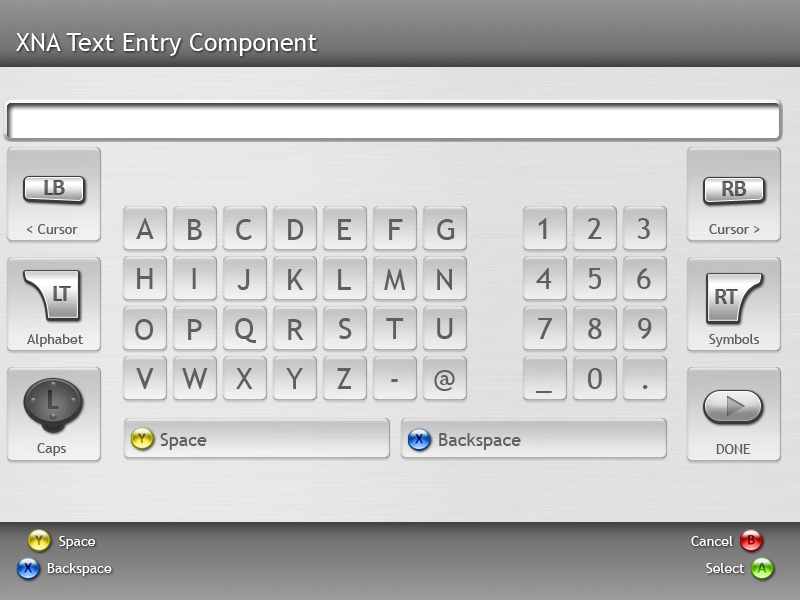 XNA Text Entry Component
LB
< Cursor
RB
Cursor >
A B C D E F G 1 2 3
H I J K L M N 4 5 6
LT
Alphabet
RT
Symbols
O P Q R S T U 7 8 9
V W X Y Z - @ _ 0 .
L
Caps
DONE
Y Space
X Backspace
Y Space
Cancel B
X Backspace
Select A